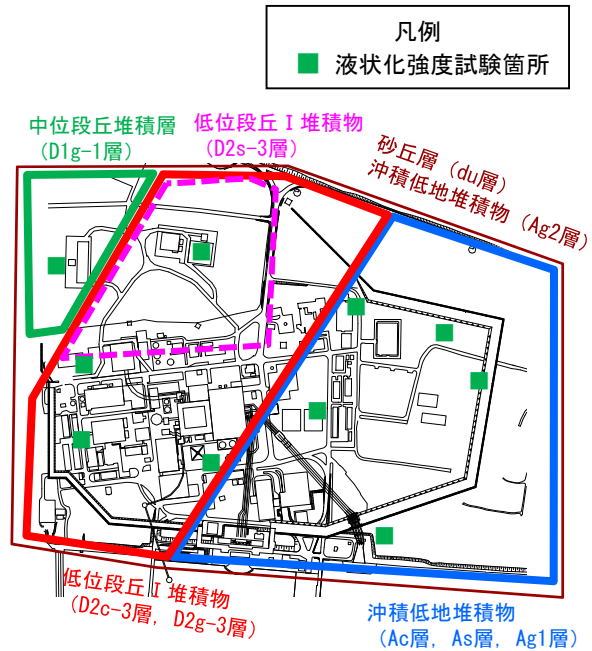 凡例
液状化強度試験箇所
中位段丘堆積層
(D1g-1層)
低位段丘Ⅰ堆積物
(D2s-3層)
砂丘層（du層）
沖積低地堆積物（Ag2層）
低位段丘Ⅰ堆積物
(D2c-3層, D2g-3層)
沖積低地堆積物
(Ac層, As層, Ag1層)